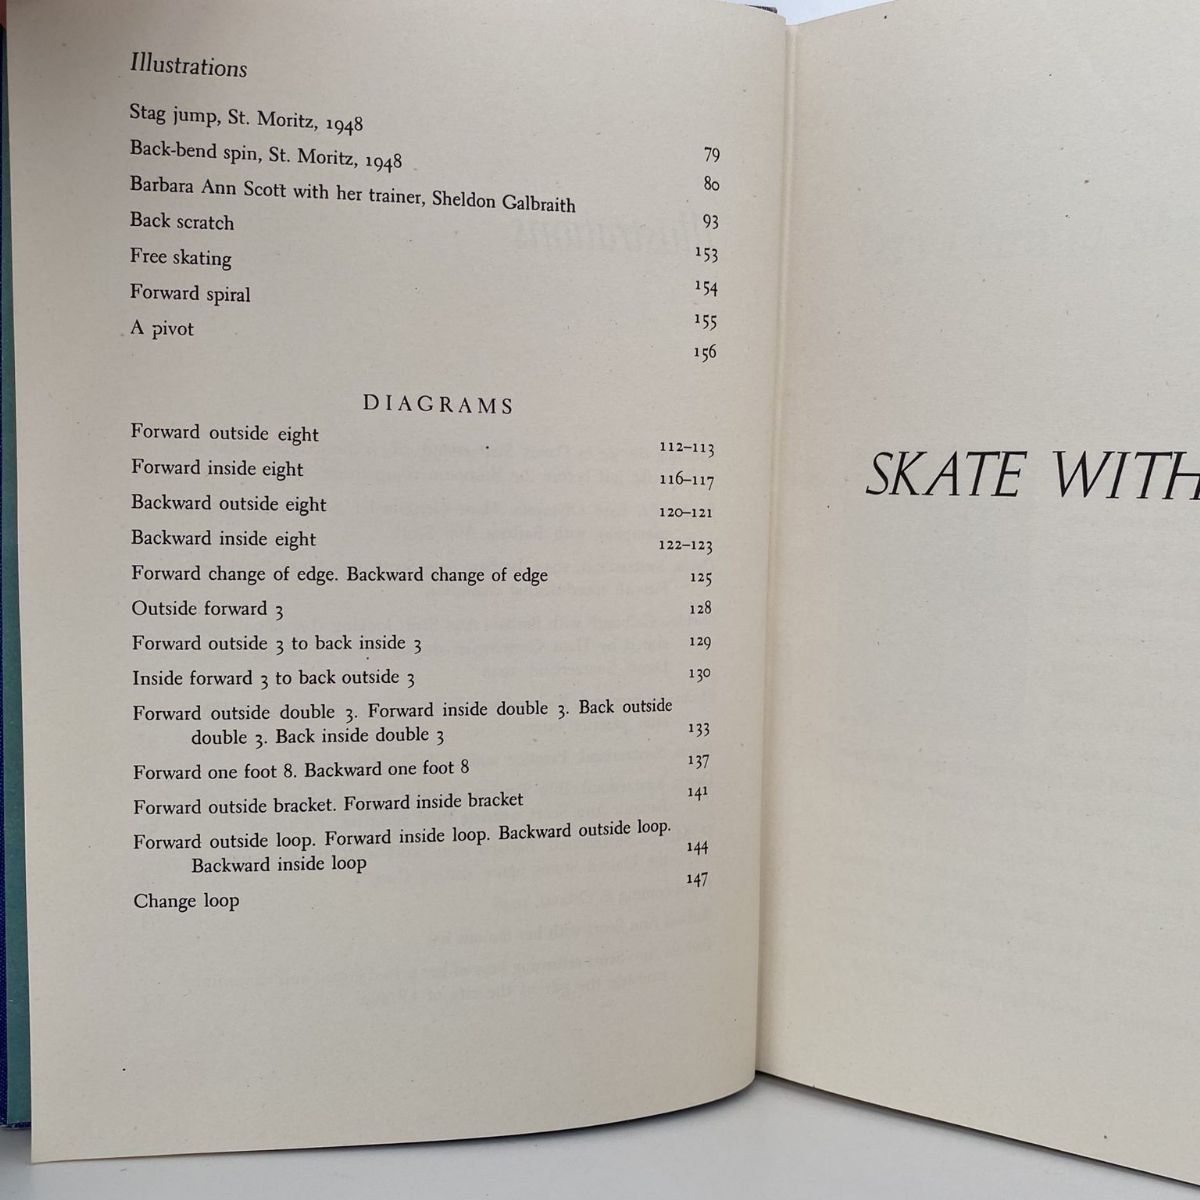 Illustrations
Stag jump, St. Moritz, 1948 79
Back-bend spin, St. Moritz, 1948 80
Barbara Ann Scott with her trainer, Sheldon Galbraith 93
Back scratch 153
Free skating 154
Forward spiral 155
A pivot 156
DIAGRAMS
Forward outside eight 112–113
Forward inside eight 116–117
Backward outside eight 120–121
Backward inside eight 122–123
Forward change of edge. Backward change of edge 125
Outside forward 3 128
Forward outside 3 to back inside 3 129
Inside forward 3 to back outside 3 130
Forward outside double 3. Forward inside double 3. Back outside
double 3. Back inside double 3 133
Forward one foot 8. Backward one foot 8 137
Forward outside bracket. Forward inside bracket 141
Forward outside loop. Forward inside loop. Backward outside loop.
Backward inside loop 144
Change loop 147
SKATE WITH